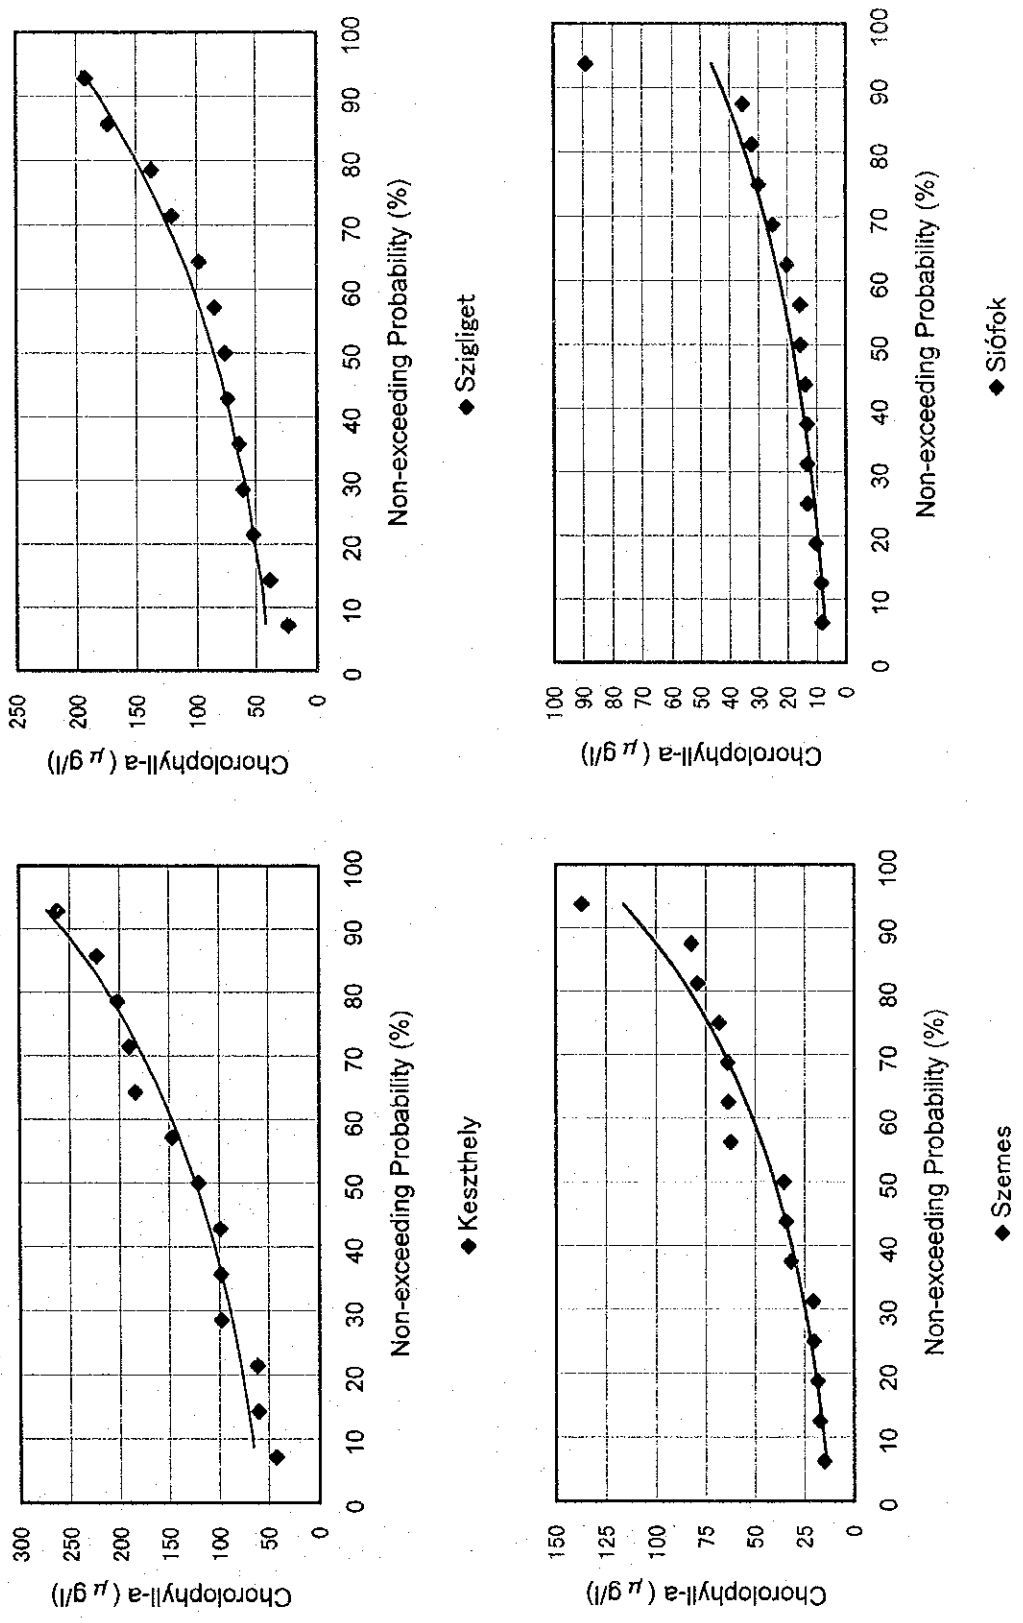 300
250
200
150
100
50
0
Chorolophyll-a ( μ g/l)
0 10 20 30 40 50 60 70 80 90 100
Non-exceeding Probability (%)
◆ Keszthely
250
200
150
100
50
0
Chorolophyll-a ( μ g/l)
0 10 20 30 40 50 60 70 80 90 100
Non-exceeding Probability (%)
◆ Szigliget
150
125
100
75
50
25
0
Chorolophyll-a ( μ g/l)
0 10 20 30 40 50 60 70 80 90 100
Non-exceeding Probability (%)
◆ Szemes
100
90
80
70
60
50
40
30
20
10
0
Chorolophyll-a ( μ g/l)
0 10 20 30 40 50 60 70 80 90 100
Non-exceeding Probability (%)
◆ Siófok